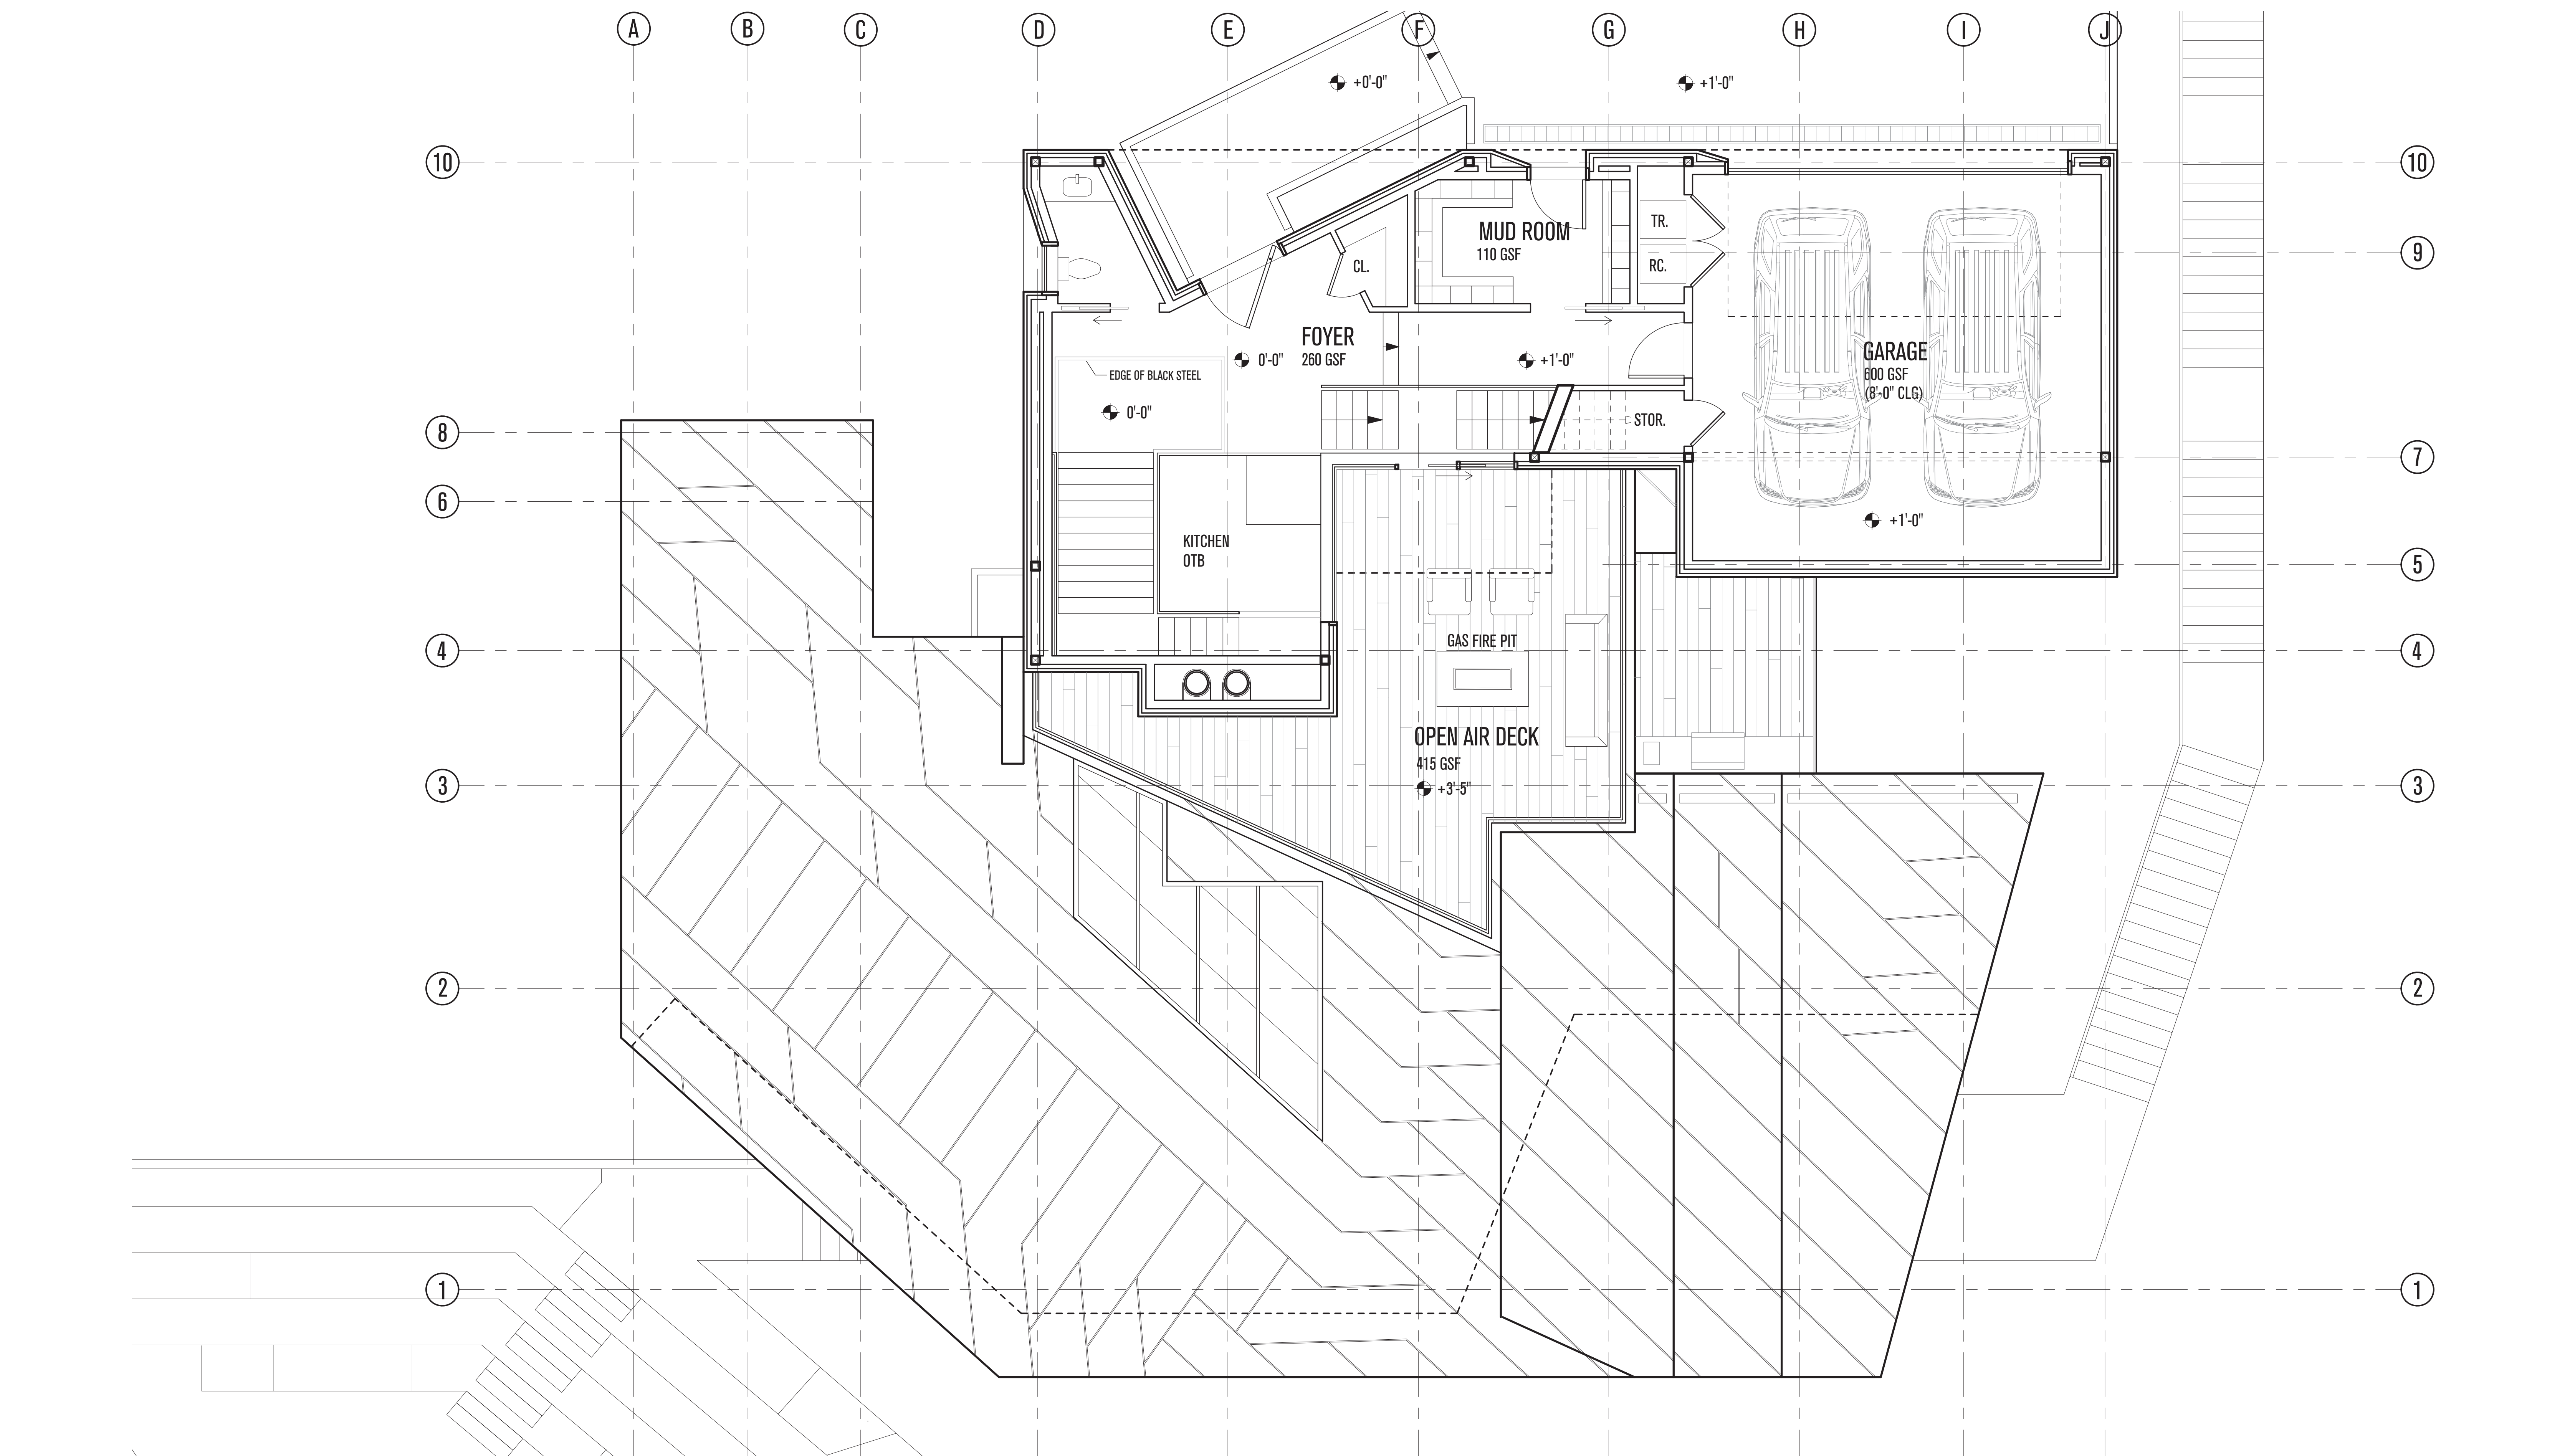 A B C D E F G H I J
+0'-0"
+1'-0"
10 10
TR.
MUD ROOM
110 GSF
9
RC.
CL.
FOYER
260 GSF
0'-0"
+1'-0"
GARAGE
600 GSF
(8'-0" CLG)
EDGE OF BLACK STEEL
0'-0"
STOR.
8
7
6
+1'-0"
KITCHEN
OTB
5
GAS FIRE PIT
4 4
OPEN AIR DECK
415 GSF
+3'-5"
3 3
2 2
1 1